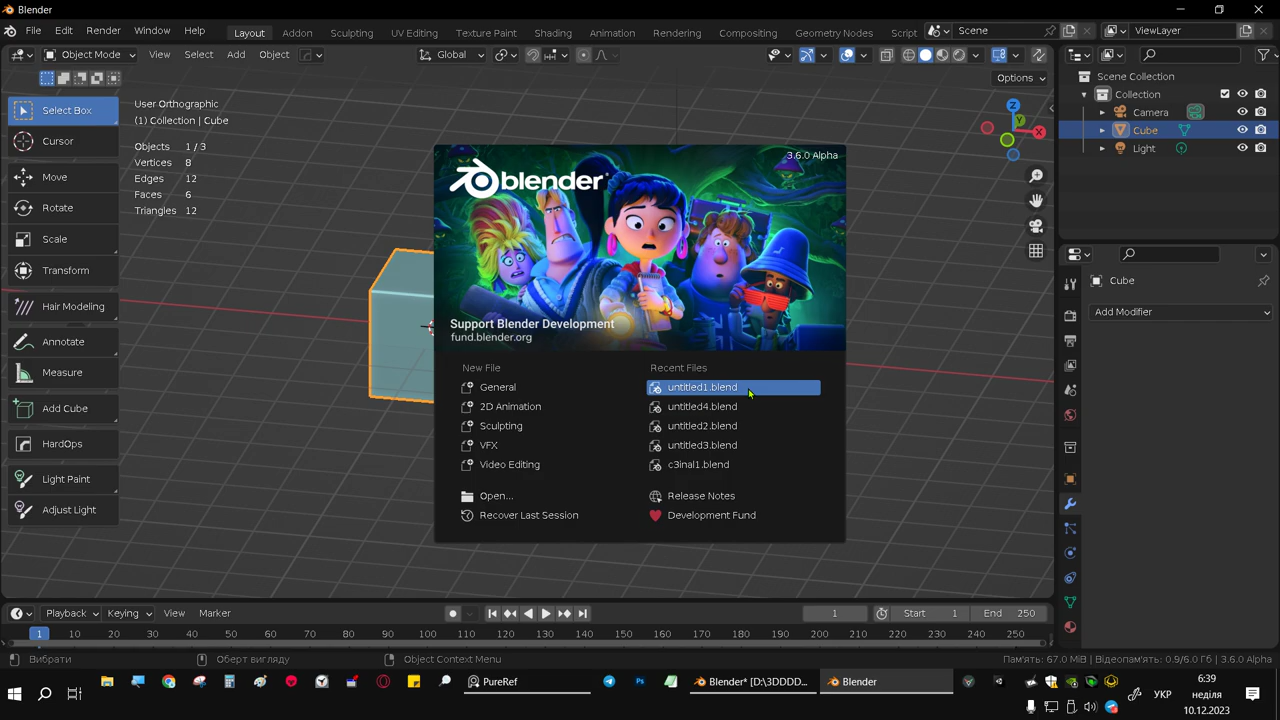 Blender
File Edit Render Window Help Layout Addon Sculpting UV Editing Texture Paint Shading Animation Rendering Compositing Geometry Nodes Script Scene ViewLayer
Object Mode View Select Add Object Global
Options
User Orthographic
(1) Collection | Cube
Objects 1 / 3
Vertices 8
Edges 12
Faces 6
Triangles 12
Select Box
Cursor
Move
Rotate
Scale
Transform
Hair Modeling
Annotate
Measure
Add Cube
HardOps
Light Paint
Adjust Light
Z
Y
X
Scene Collection
Collection
Camera
Cube
Light
Cube
Add Modifier
3.6.0 Alpha
blender
Support Blender Development
fund.blender.org
New File Recent Files
General untitled1.blend
2D Animation untitled4.blend
Sculpting untitled2.blend
VFX untitled3.blend
Video Editing c3inal1.blend
Open... Release Notes
Recover Last Session Development Fund
Playback Keying View Marker 1 Start 1 End 250
1 10 20 30 40 50 60 70 80 90 100 110 120 130 140 150 160 170 180 190 200 210 220 230 240 250
Вибрати Оберт вигляду Object Context Menu Пам'ять: 67.0 MiB | Відеопам'ять: 0.9/6.0 Гб | 3.6.0 Alpha
PureRef Ps Blender* [D:\3DDDD... Blender УКР
6:39
неділя
10.12.2023